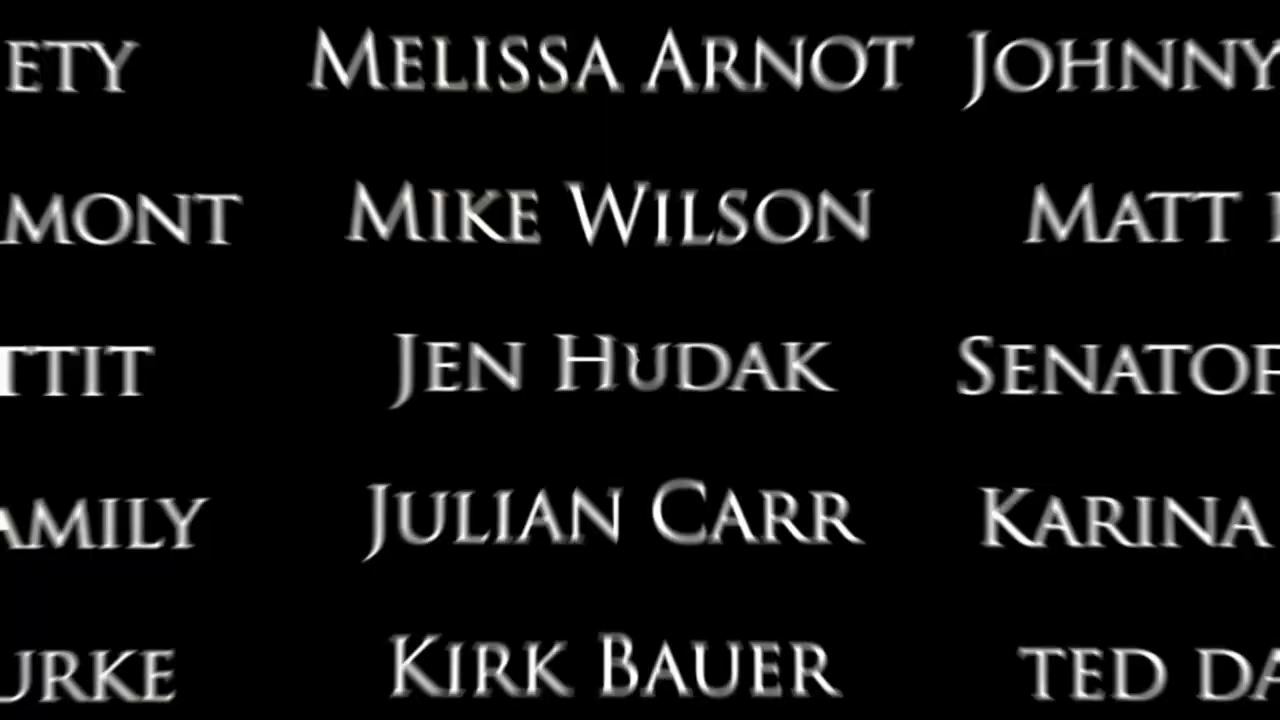 ETY MELISSA ARNOT JOHNNY
MONT MIKE WILSON MATT
TTIT JEN HUDAK SENATOR
AMILY JULIAN CARR KARINA
URKE KIRK BAUER TED DA